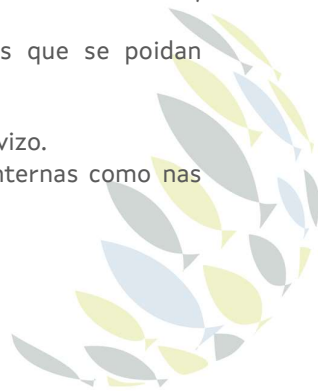 s que se poidan
vizo.
nternas como nas